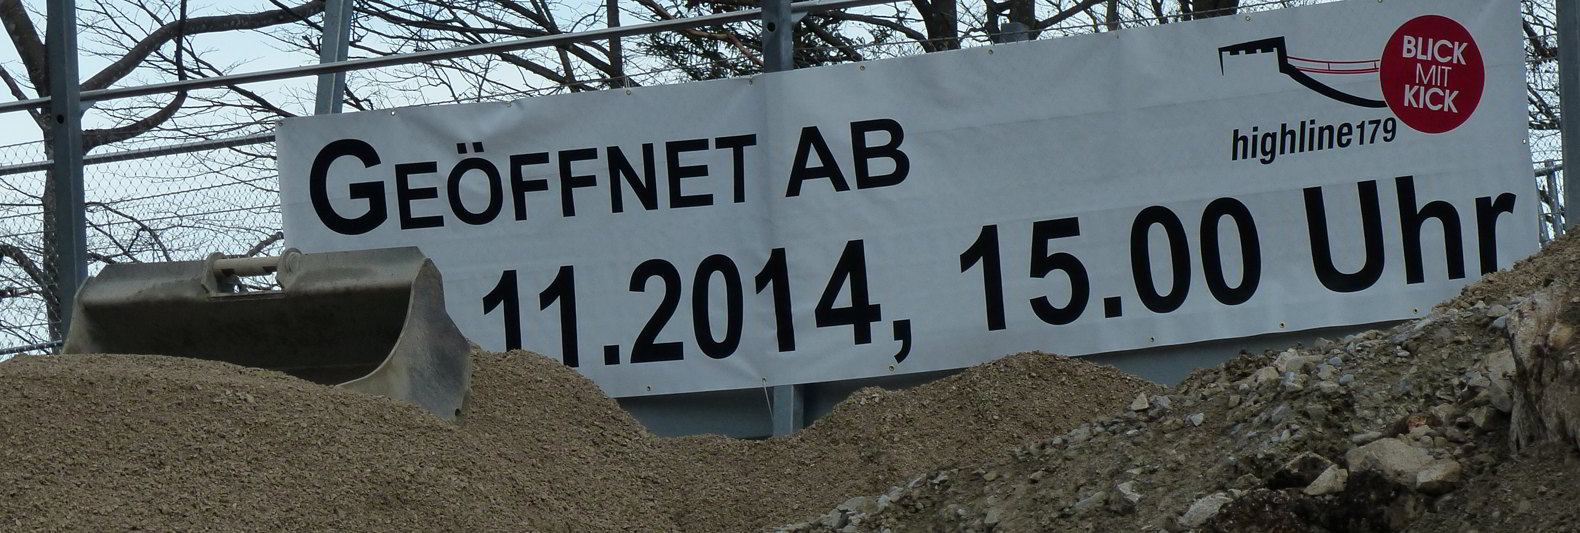 GEÖFFNET AB
11.2014, 15.00 Uhr
highline179
BLICK
MIT
KICK